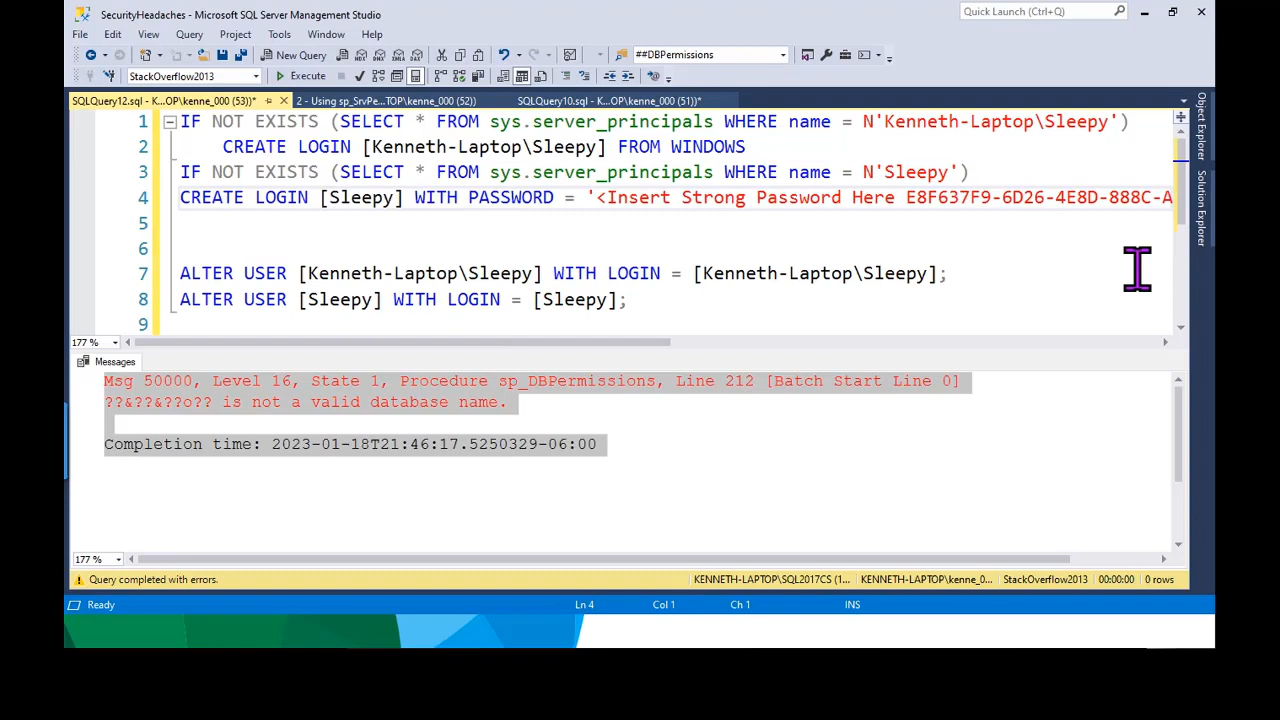 SecurityHeadaches - Microsoft SQL Server Management Studio
Quick Launch (Ctrl+Q)
File Edit View Query Project Tools Window Help
New Query
##DBPermissions
StackOverflow2013
Execute
SQLQuery12.sql - K...OP\kenne_000 (53))*
2 - Using sp_SrvPe...TOP\kenne_000 (52))
SQLQuery10.sql - K...OP\kenne_000 (51))*
1 IF NOT EXISTS (SELECT * FROM sys.server_principals WHERE name = N'Kenneth-Laptop\Sleepy')
2 CREATE LOGIN [Kenneth-Laptop\Sleepy] FROM WINDOWS
3 IF NOT EXISTS (SELECT * FROM sys.server_principals WHERE name = N'Sleepy')
4 CREATE LOGIN [Sleepy] WITH PASSWORD = '<Insert Strong Password Here E8F637F9-6D26-4E8D-888C-A
5
6
7 ALTER USER [Kenneth-Laptop\Sleepy] WITH LOGIN = [Kenneth-Laptop\Sleepy];
8 ALTER USER [Sleepy] WITH LOGIN = [Sleepy];
9
177 %
Messages
Msg 50000, Level 16, State 1, Procedure sp_DBPermissions, Line 212 [Batch Start Line 0]
??&??&??o?? is not a valid database name.
Completion time: 2023-01-18T21:46:17.5250329-06:00
177 %
Query completed with errors.
KENNETH-LAPTOP\SQL2017CS (1... KENNETH-LAPTOP\kenne_0... StackOverflow2013 00:00:00 0 rows
Ready Ln 4 Col 1 Ch 1 INS
Object Explorer
Solution Explorer